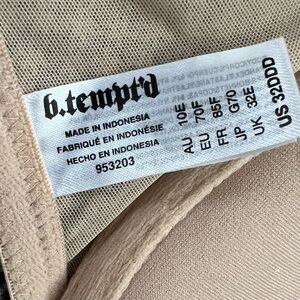 b.tempt'd
MADE IN INDONESIA
FABRIQUÉ EN INDONÉSIE
HECHO EN INDONESIA
953203
AU 10E
EU 70F
FR 85F
JP G70
UK 32E
US 32DDD